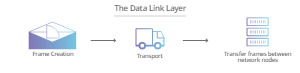 The Data Link Layer
Frame Creation
Transport
Transfer frames between
network nodes